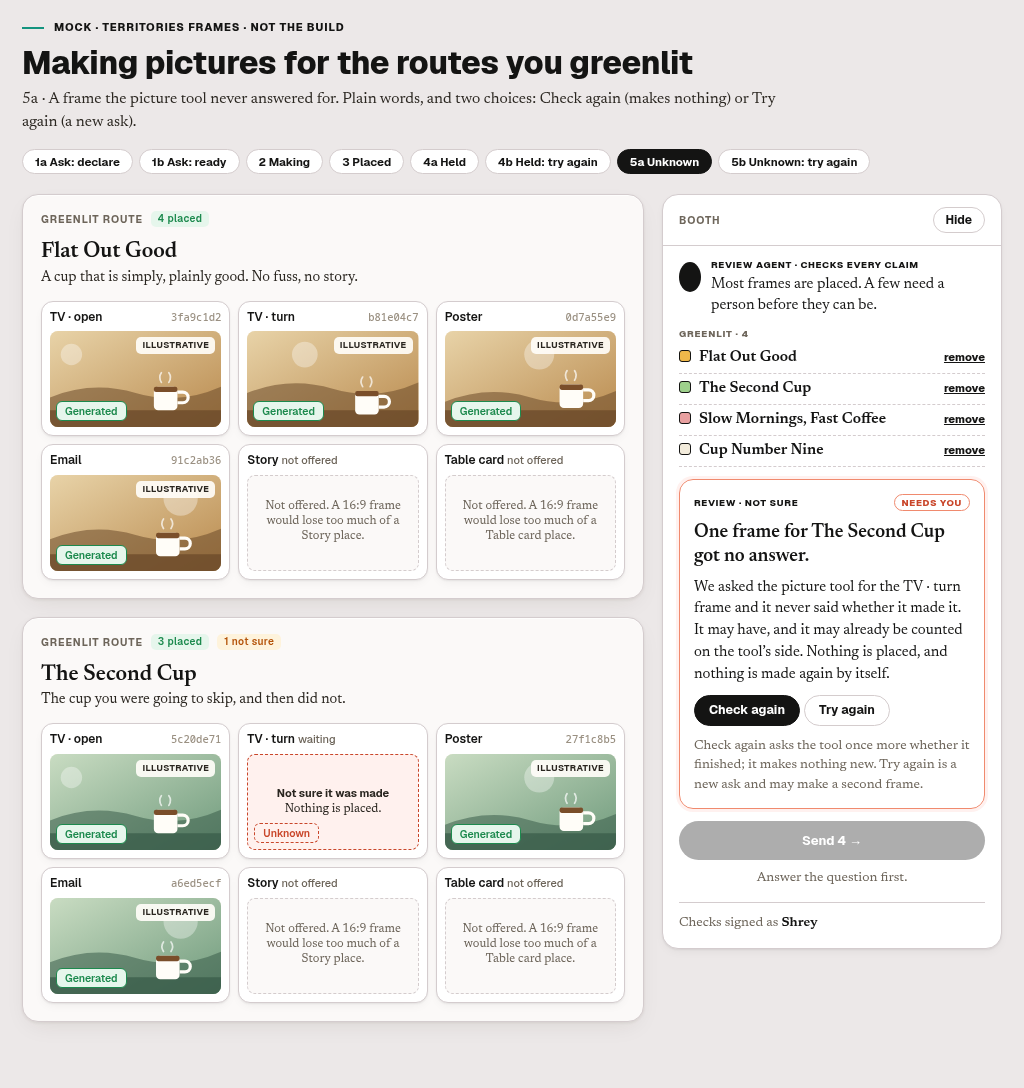 MOCK · TERRITORIES FRAMES · NOT THE BUILD
Making pictures for the routes you greenlit
5a · A frame the picture tool never answered for. Plain words, and two choices: Check again (makes nothing) or Try
again (a new ask).
1a Ask: declare
1b Ask: ready
2 Making
3 Placed
4a Held
4b Held: try again
5a Unknown
5b Unknown: try again
GREENLIT ROUTE 4 placed
Flat Out Good
A cup that is simply, plainly good. No fuss, no story.
TV · open 3fa9c1d2
ILLUSTRATIVE
Generated
TV · turn b81e04c7
ILLUSTRATIVE
Generated
Poster 0d7a55e9
ILLUSTRATIVE
Generated
Email 91c2ab36
ILLUSTRATIVE
Generated
Story not offered
Not offered. A 16:9 frame
would lose too much of a
Story place.
Table card not offered
Not offered. A 16:9 frame
would lose too much of a
Table card place.
GREENLIT ROUTE 3 placed 1 not sure
The Second Cup
The cup you were going to skip, and then did not.
TV · open 5c20de71
ILLUSTRATIVE
Generated
TV · turn waiting
Not sure it was made
Nothing is placed.
Unknown
Poster 27f1c8b5
ILLUSTRATIVE
Generated
Email a6ed5ecf
ILLUSTRATIVE
Generated
Story not offered
Not offered. A 16:9 frame
would lose too much of a
Story place.
Table card not offered
Not offered. A 16:9 frame
would lose too much of a
Table card place.
BOOTH
Hide
REVIEW AGENT · CHECKS EVERY CLAIM
Most frames are placed. A few need a
person before they can be.
GREENLIT · 4
Flat Out Good remove
The Second Cup remove
Slow Mornings, Fast Coffee remove
Cup Number Nine remove
REVIEW · NOT SURE NEEDS YOU
One frame for The Second Cup
got no answer.
We asked the picture tool for the TV · turn
frame and it never said whether it made it.
It may have, and it may already be counted
on the tool’s side. Nothing is placed, and
nothing is made again by itself.
Check again
Try again
Check again asks the tool once more whether it
finished; it makes nothing new. Try again is a
new ask and may make a second frame.
Send 4 →
Answer the question first.
Checks signed as Shrey